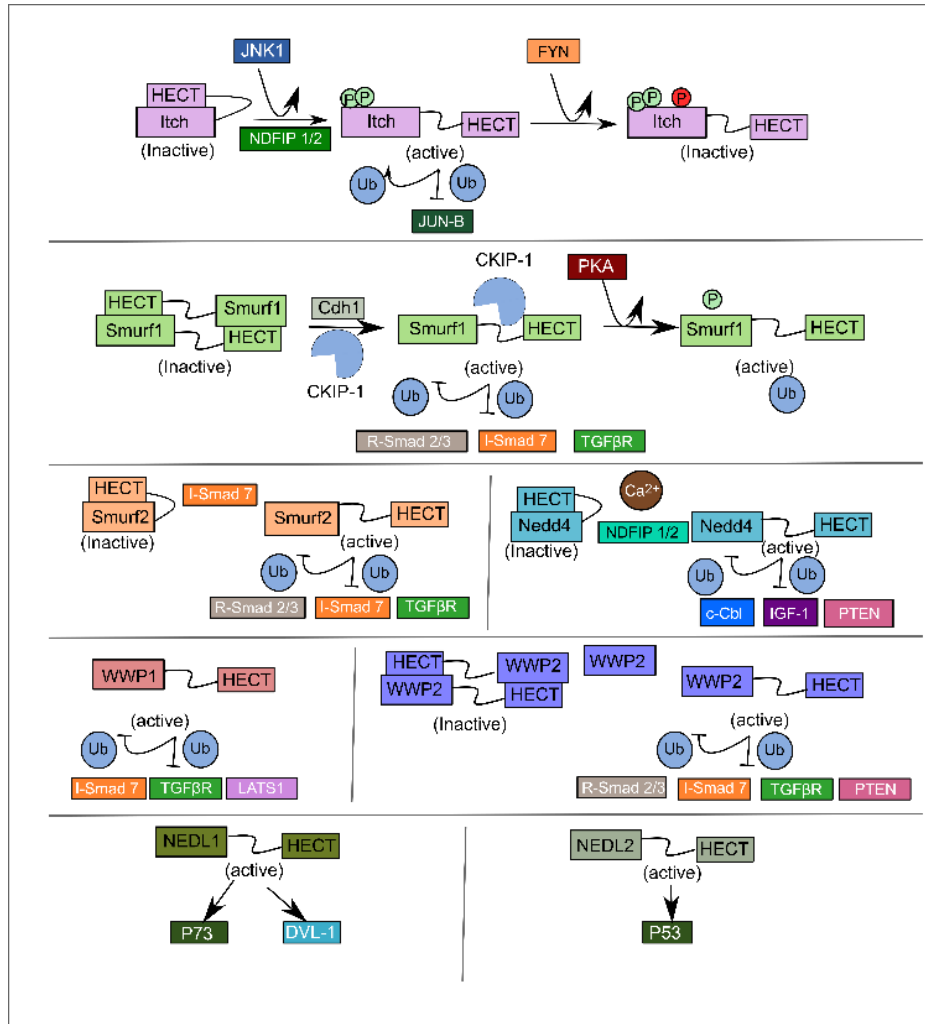 JNK1
FYN
HECT
Itch
(Inactive)
NDFIP 1/2
P P
Itch
HECT
(active)
Ub Ub
JUN-B
P P P
Itch
HECT
(Inactive)
CKIP-1
PKA
HECT
Smurf1
Smurf1
HECT
(Inactive)
Cdh1
CKIP-1
Smurf1
HECT
(active)
Ub Ub
R-Smad 2/3 I-Smad 7 TGFβR
P
Smurf1
HECT
(active)
Ub
HECT
Smurf2
(Inactive)
I-Smad 7
Smurf2
HECT
(active)
Ub Ub
R-Smad 2/3 I-Smad 7 TGFβR
HECT
Nedd4
(Inactive)
Ca2+
NDFIP 1/2
Nedd4
HECT
(active)
Ub Ub
c-Cbl IGF-1 PTEN
WWP1
HECT
(active)
Ub Ub
I-Smad 7 TGFβR LATS1
HECT
WWP2
WWP2
HECT
(Inactive)
WWP2
WWP2
HECT
(active)
Ub Ub
R-Smad 2/3 I-Smad 7 TGFβR PTEN
NEDL1
HECT
(active)
P73 DVL-1
NEDL2
HECT
(active)
P53